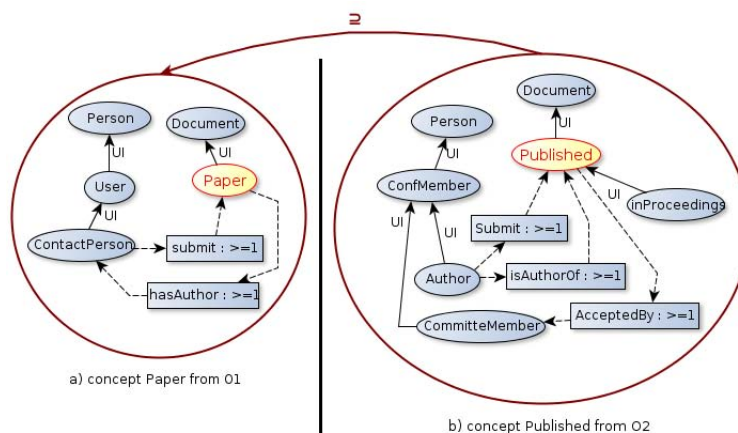 ⊇
Person
Document
UI
UI
User
Paper
UI
ContactPerson
submit : >=1
hasAuthor : >=1
a) concept Paper from O1
Document
Person
UI
UI
Published
ConfMember
UI
inProceedings
UI
UI
Submit : >=1
Author
isAuthorOf : >=1
CommitteMember
AcceptedBy : >=1
b) concept Published from O2